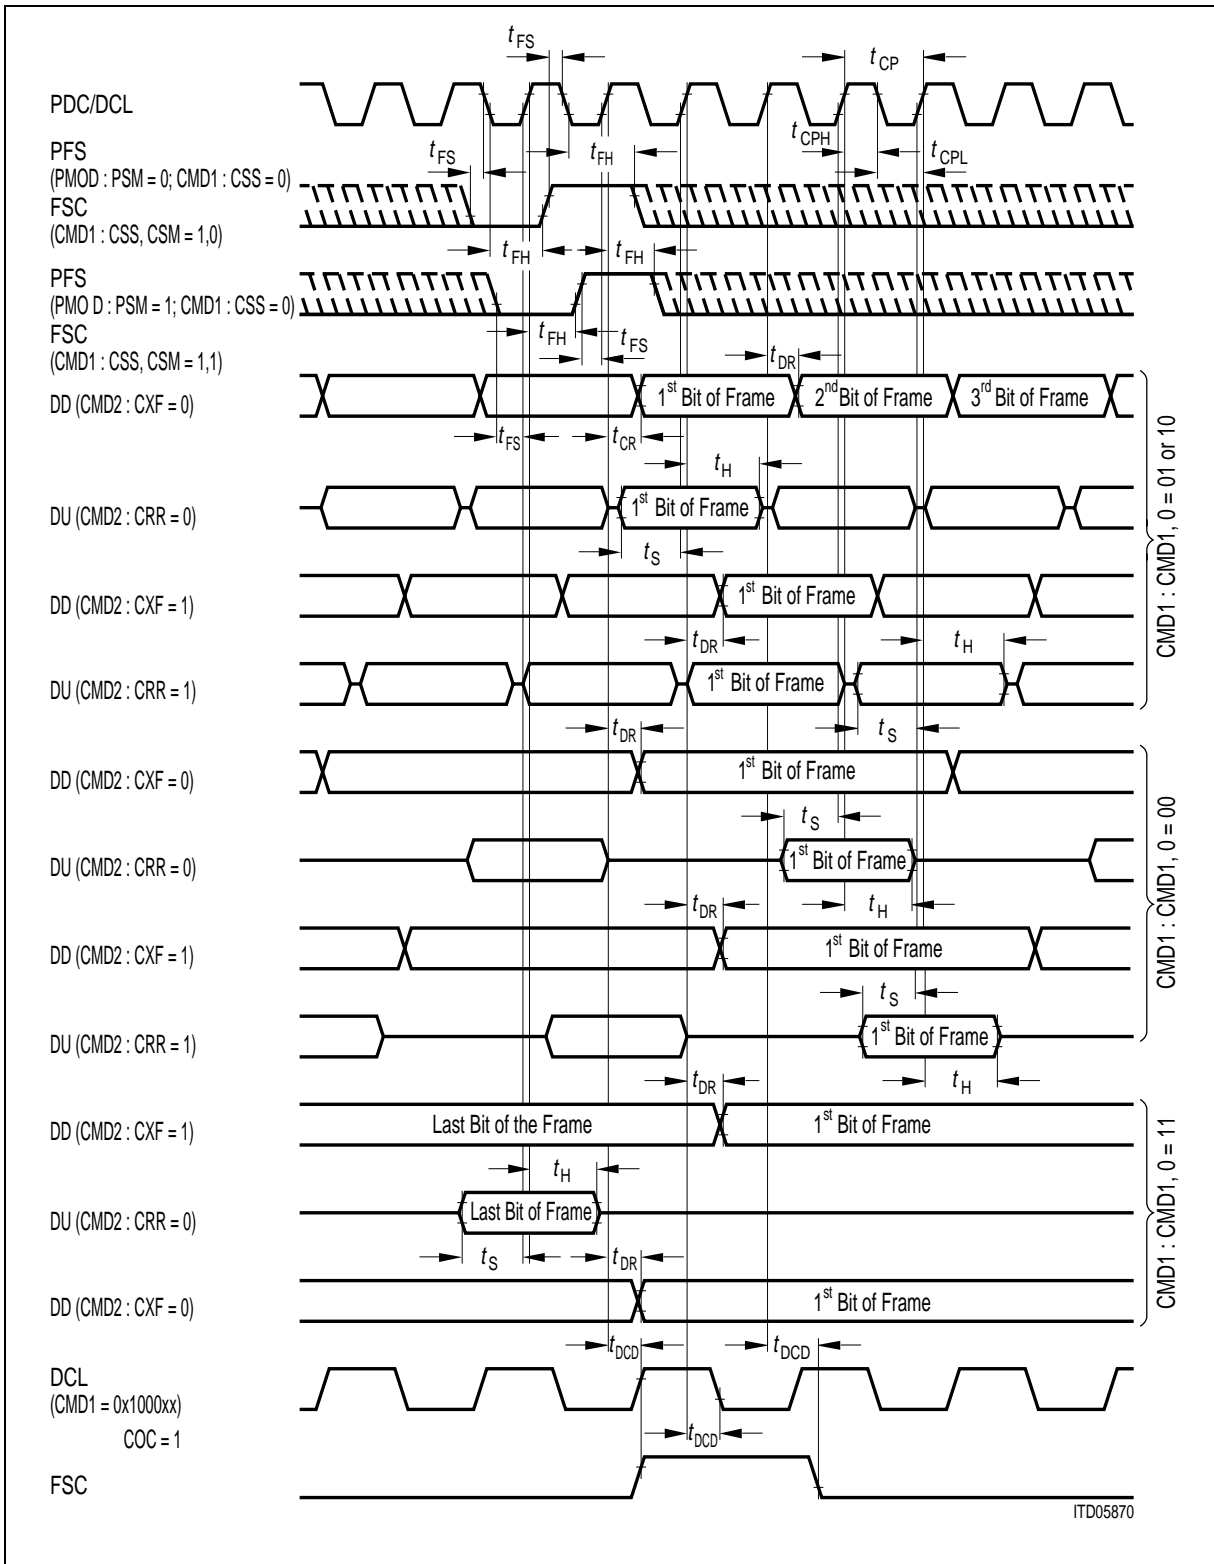 tFS
tCP
PDC/DCL
tCPH
tFS
tFH
tCPL
PFS
(PMOD : PSM = 0; CMD1 : CSS = 0)
FSC
(CMD1 : CSS, CSM = 1,0)
tFH
tFH
PFS
(PMO D : PSM = 1; CMD1 : CSS = 0)
FSC
(CMD1 : CSS, CSM = 1,1)
tFH
tFS
tDR
DD (CMD2 : CXF = 0)
1st Bit of Frame
2nd Bit of Frame
3rd Bit of Frame
tFS
tCR
tH
DU (CMD2 : CRR = 0)
1st Bit of Frame
tS
DD (CMD2 : CXF = 1)
1st Bit of Frame
tDR
tH
DU (CMD2 : CRR = 1)
1st Bit of Frame
CMD1 : CMD1, 0 = 01 or 10
tDR
tS
DD (CMD2 : CXF = 0)
1st Bit of Frame
tS
DU (CMD2 : CRR = 0)
1st Bit of Frame
tDR
tH
DD (CMD2 : CXF = 1)
1st Bit of Frame
tS
DU (CMD2 : CRR = 1)
1st Bit of Frame
CMD1 : CMD1, 0 = 00
tDR
tH
DD (CMD2 : CXF = 1)
Last Bit of the Frame
1st Bit of Frame
tH
DU (CMD2 : CRR = 0)
Last Bit of Frame
tS
tDR
DD (CMD2 : CXF = 0)
1st Bit of Frame
CMD1 : CMD1, 0 = 11
tDCD
tDCD
DCL
(CMD1 = 0x1000xx)
COC = 1
tDCD
FSC
ITD05870